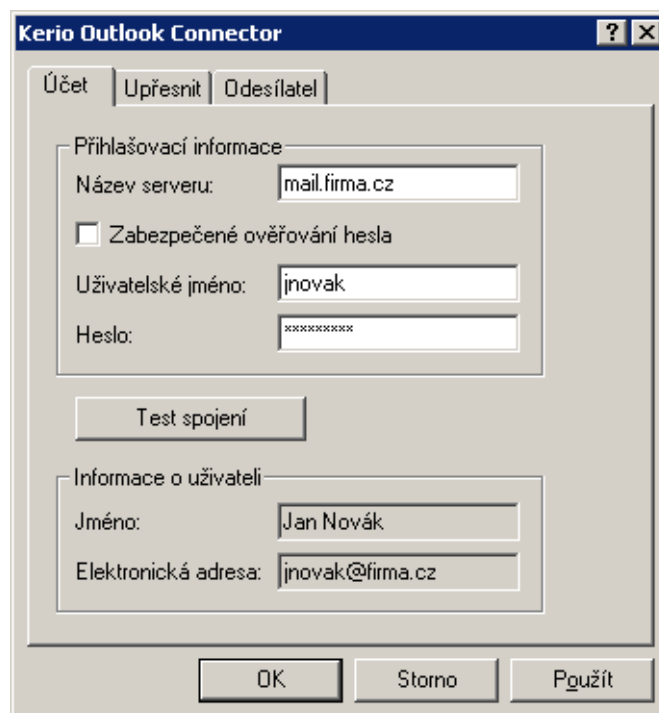 Kerio Outlook Connector
Účet Upřesnit Odesílatel
Přihlašovací informace
Název serveru: mail.firma.cz
Zabezpečené ověřování hesla
Uživatelské jméno: jnovak
Heslo: *********
Test spojení
Informace o uživateli
Jméno: Jan Novák
Elektronická adresa: jnovak@firma.cz
OK Storno Použít